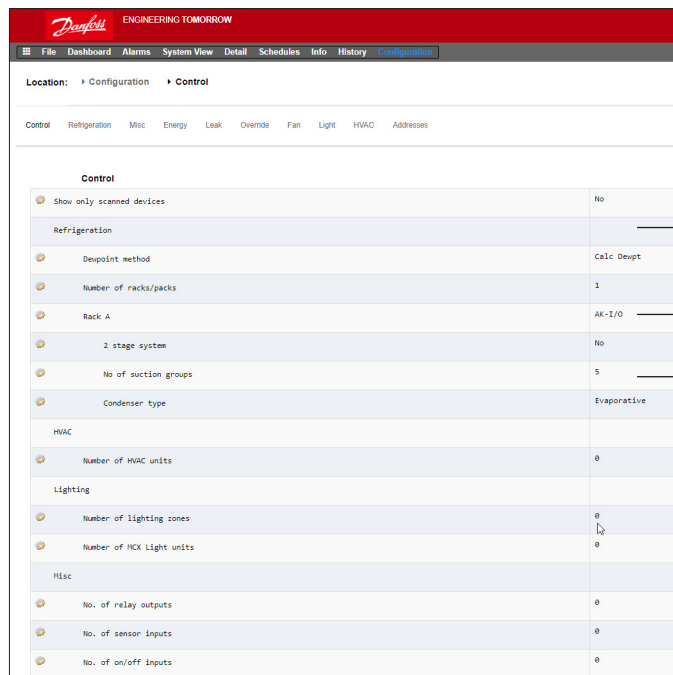 Danfoss ENGINEERING TOMORROW
File Dashboard Alarms System View Detail Schedules Info History Configuration
Location: Configuration Control
Control Refrigeration Misc Energy Leak Override Fan Light HVAC Addresses
Control
Show only scanned devices No
Refrigeration
Dewpoint method Calc Dewpt
Number of racks/packs 1
Rack A AK-I/O
2 stage system No
No of suction groups 5
Condenser type Evaporative
HVAC
Number of HVAC units 0
Lighting
Number of lighting zones 0
Number of MCX Light units 0
Misc
No. of relay outputs 0
No. of sensor inputs 0
No. of on/off inputs 0